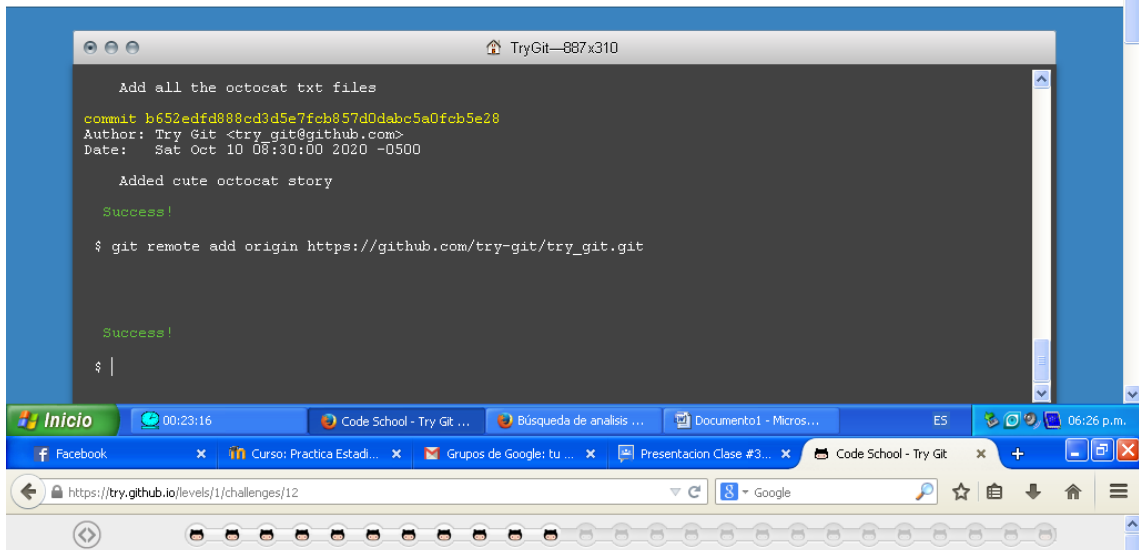 TryGit—887x310
Add all the octocat txt files
commit b652edfd888cd3d5e7fcb857d0dabc5a0fcb5e28
Author: Try Git <try_git@github.com>
Date:   Sat Oct 10 08:30:00 2020 -0500
Added cute octocat story
Success!
$ git remote add origin https://github.com/try-git/try_git.git
Success!
$
Inicio 00:23:16 Code School - Try Git ... Búsqueda de analisis ... Documento1 - Micros... ES 06:26 p.m.
Facebook Curso: Practica Estadi... Grupos de Google: tu ... Presentacion Clase #3... Code School - Try Git
https://try.github.io/levels/1/challenges/12 Google